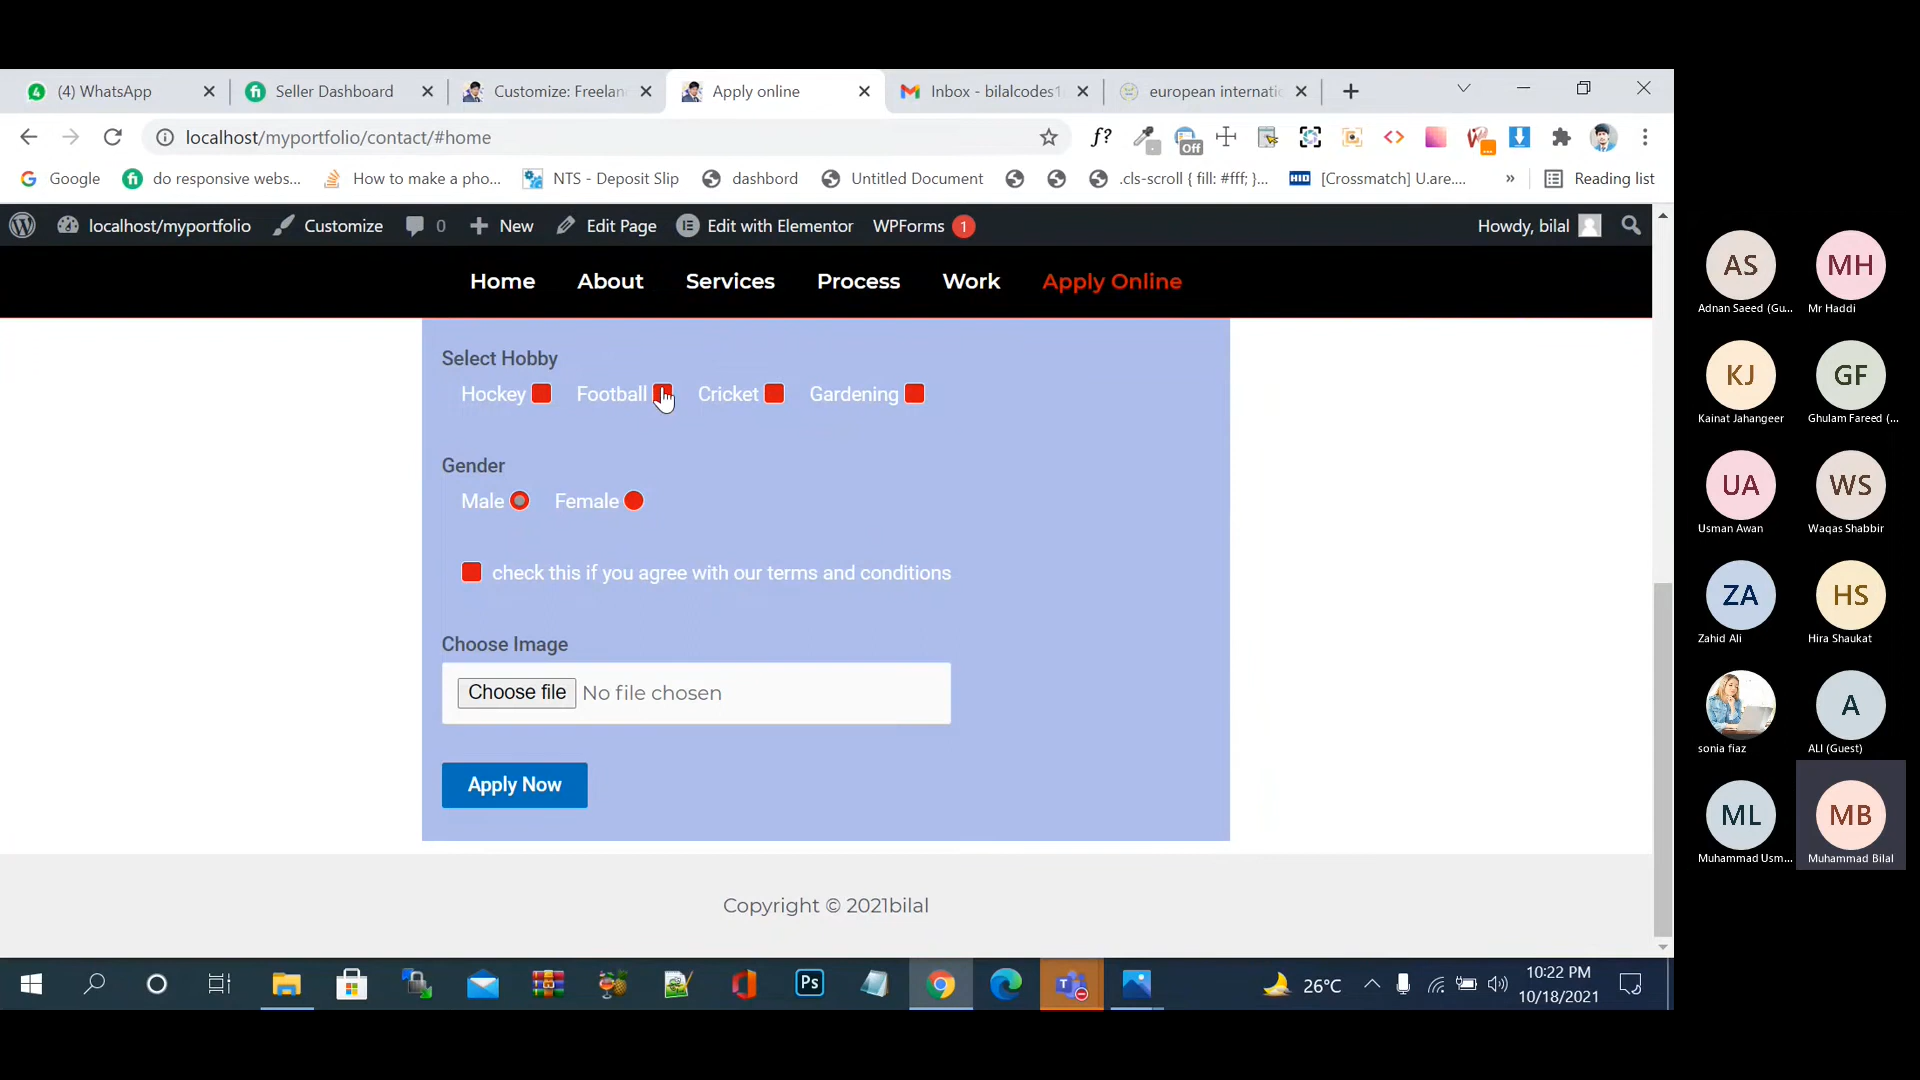 (4) WhatsApp
Seller Dashboard
Customize: Freelan
Apply online
Inbox - bilalcodes1
european internatio
localhost/myportfolio/contact/#home
f?
Off
Google
do responsive webs...
How to make a pho...
NTS - Deposit Slip
dashbord
Untitled Document
.cls-scroll { fill: #fff; }...
HID
[Crossmatch] U.are....
»
Reading list
localhost/myportfolio
Customize
0
New
Edit Page
Edit with Elementor
WPForms 1
Howdy, bilal
Home
About
Services
Process
Work
Apply Online
Select Hobby
Hockey
Football
Cricket
Gardening
Gender
Male
Female
check this if you agree with our terms and conditions
Choose Image
Choose file No file chosen
Apply Now
Copyright © 2021bilal
Ps
T
26°C
10:22 PM
10/18/2021
AS
Adnan Saeed (Gu...
MH
Mr Haddi
KJ
Kainat Jahangeer
GF
Ghulam Fareed (...
UA
Usman Awan
WS
Waqas Shabbir
ZA
Zahid Ali
HS
Hira Shaukat
sonia fiaz
A
ALI (Guest)
ML
Muhammad Usm...
MB
Muhammad Bilal